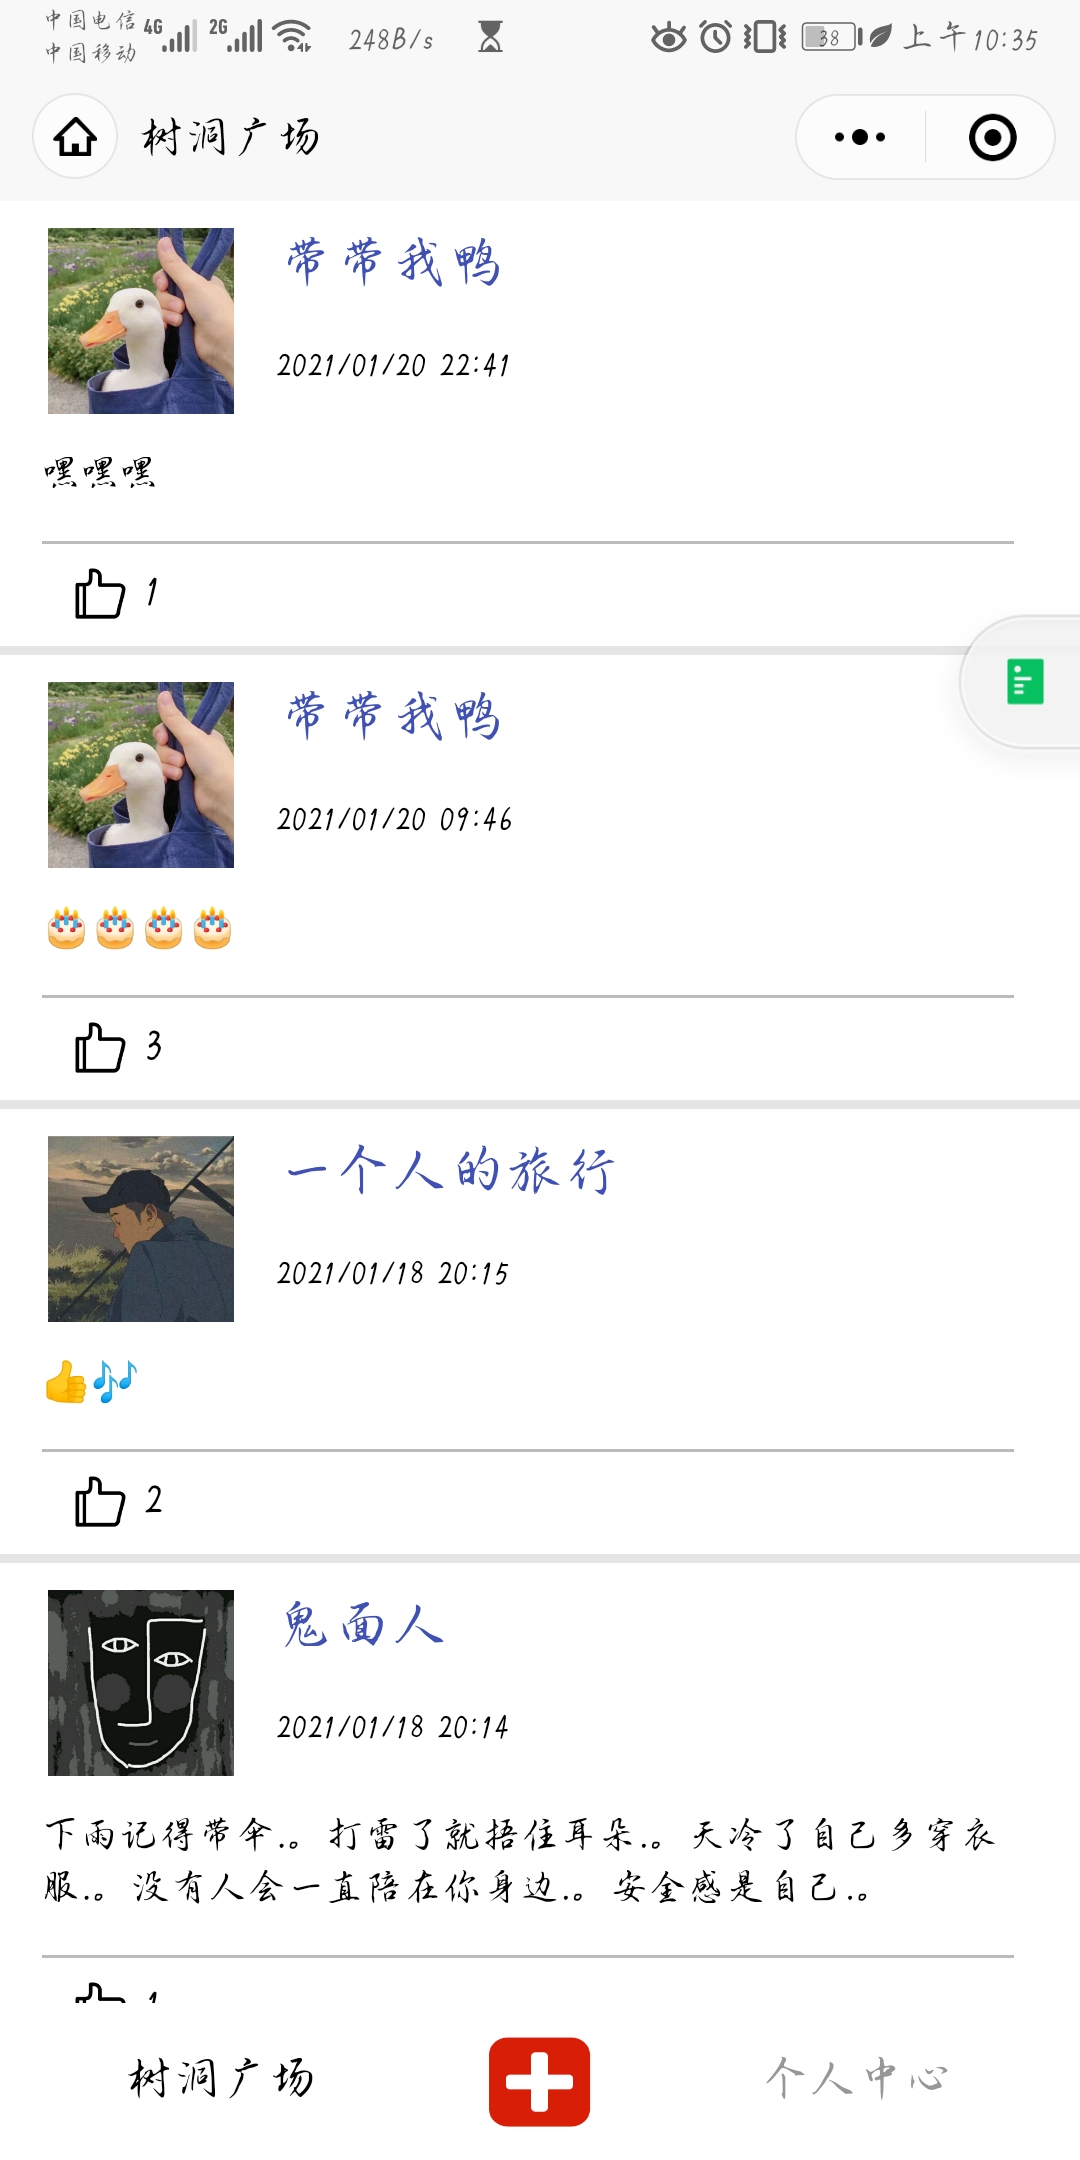 中国电信 4G 2G 248B/s 38 上午10:35
中国移动
树洞广场
带带我鸭
2021/01/20 22:41
嘿嘿嘿
1
带带我鸭
2021/01/20 09:46
🎂🎂🎂🎂
3
一个人的旅行
2021/01/18 20:15
👍🎶
2
鬼面人
2021/01/18 20:14
下雨记得带伞.。打雷了就捂住耳朵.。天冷了自己多穿衣
服.。没有人会一直陪在你身边.。安全感是自己.。
树洞广场 个人中心